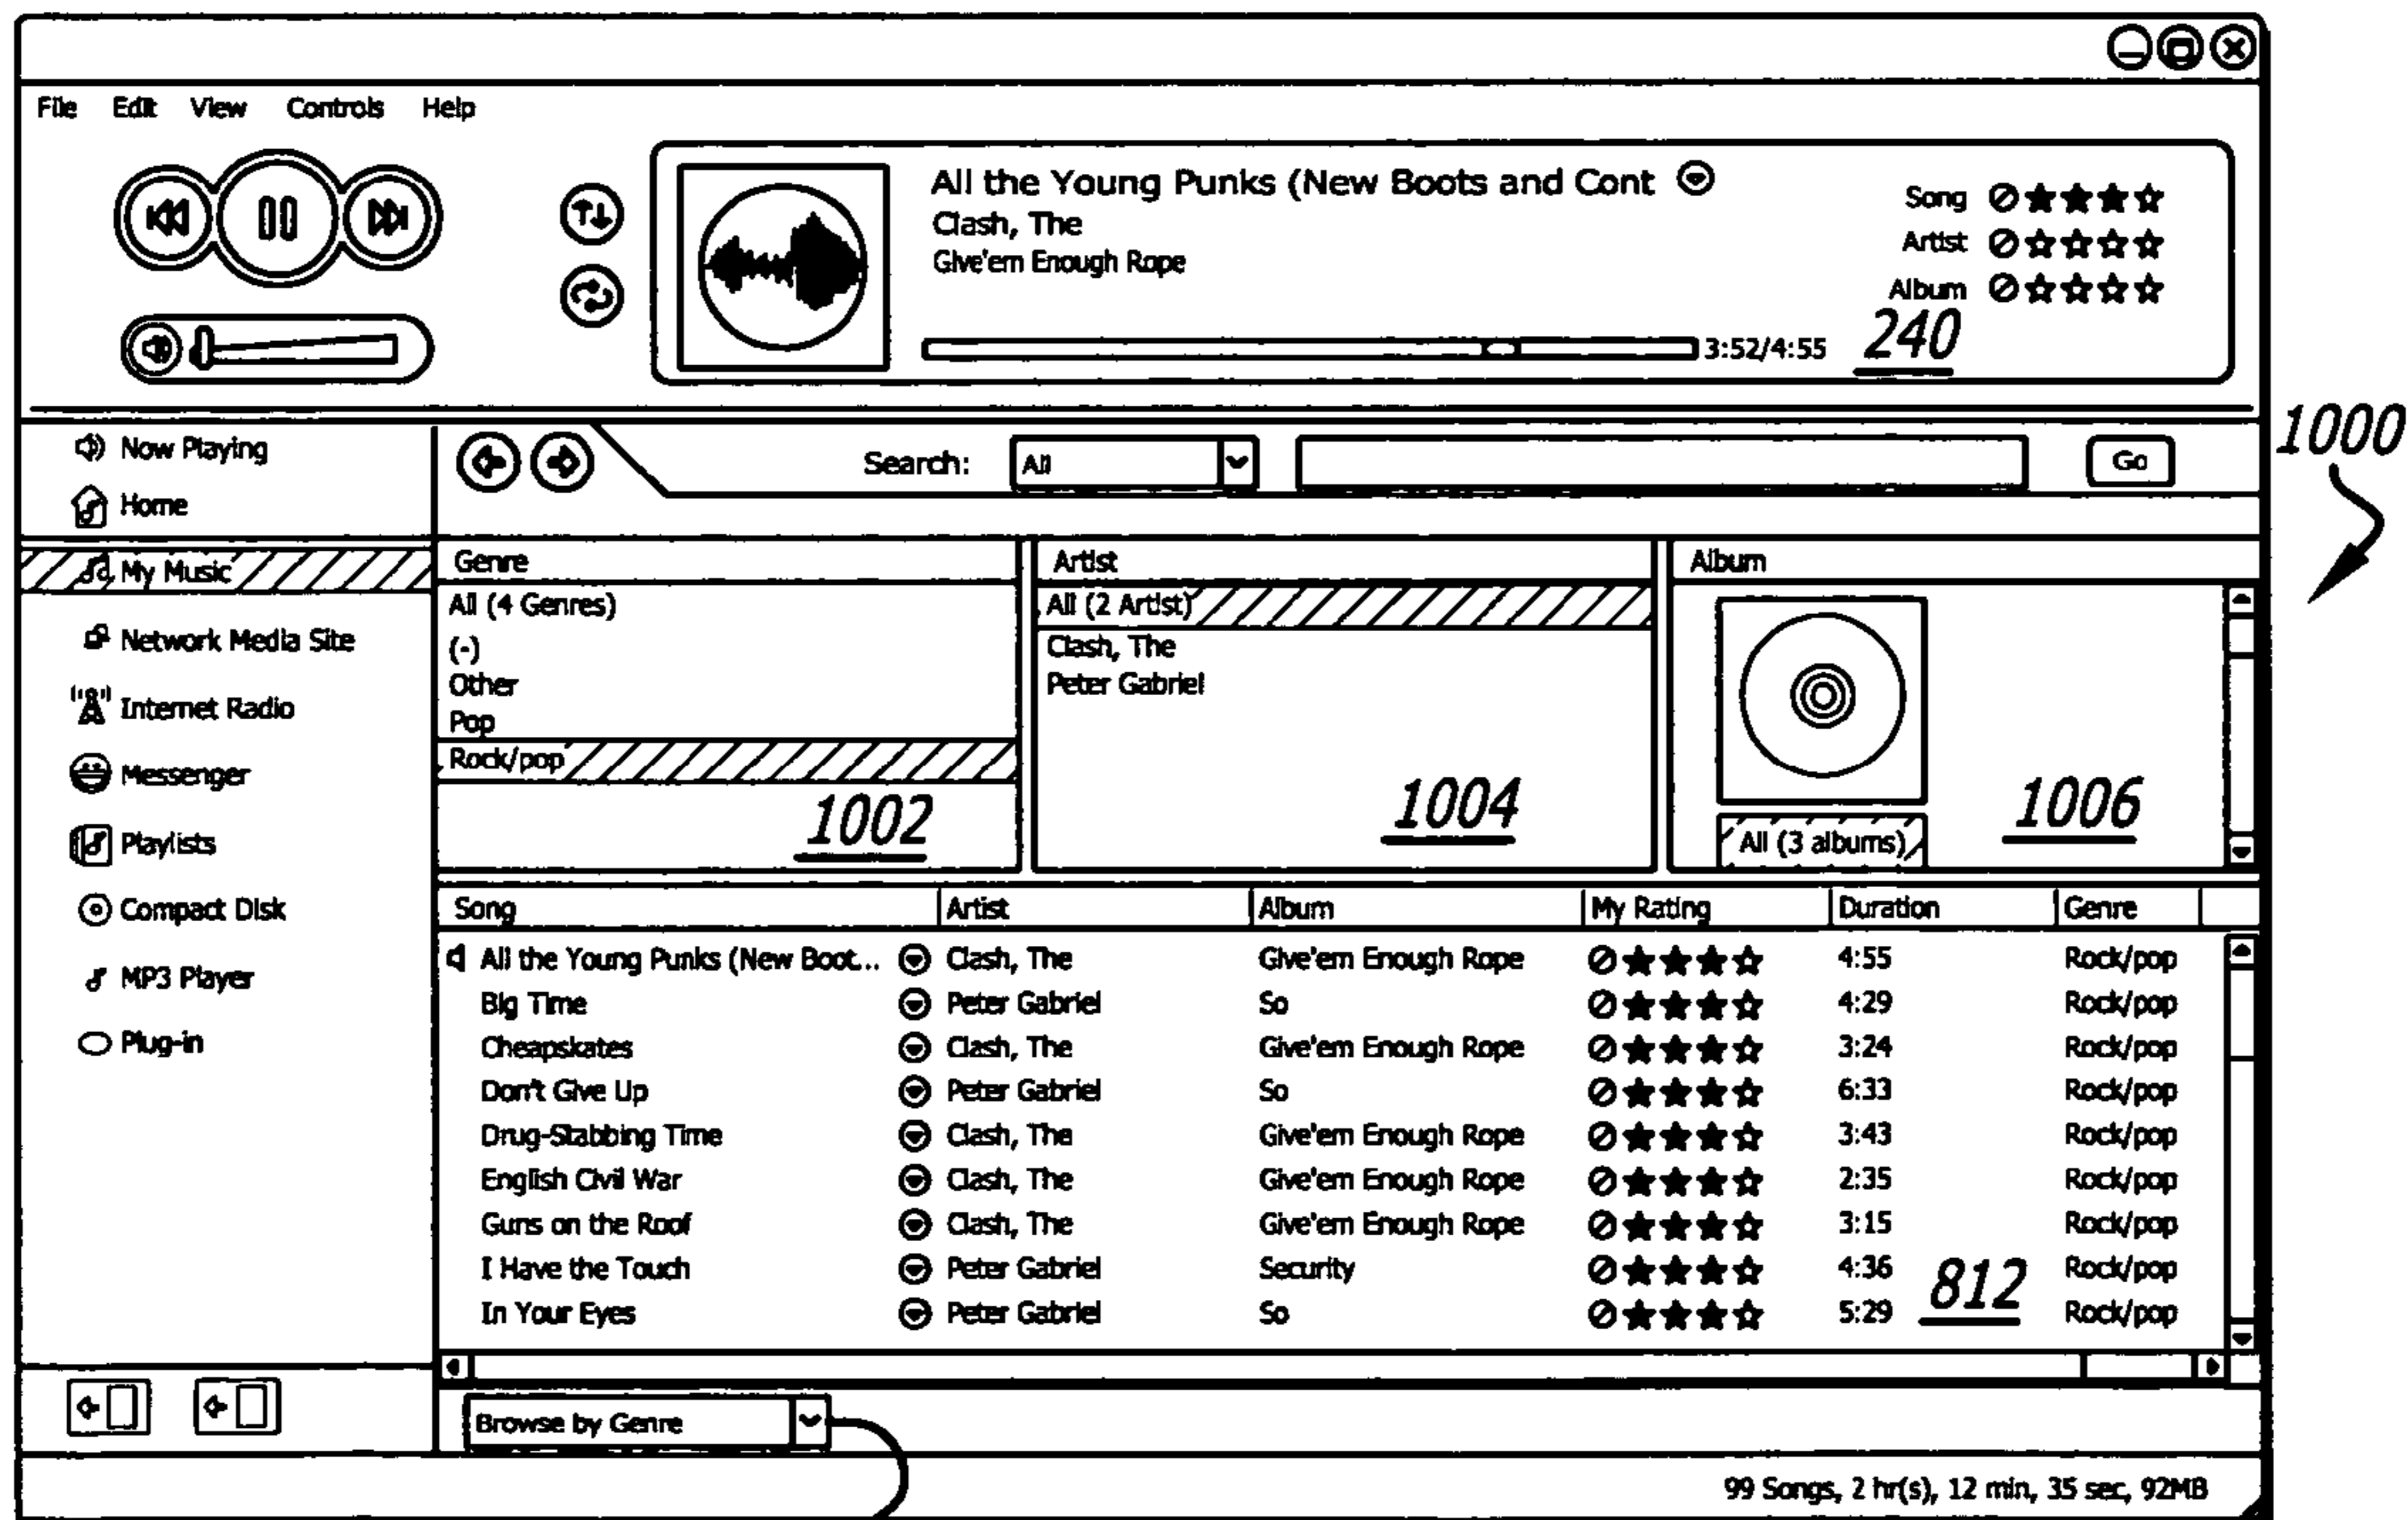 File Edit View Controls Help
All the Young Punks (New Boots and Cont
Clash, The
Give'em Enough Rope
Song
Artist
Album
3:52/4:55
240
1000
Now Playing
Home
My Music
Network Media Site
Internet Radio
Messenger
Playlists
Compact Disk
MP3 Player
Plug-in
Search: All Go
Genre
All (4 Genres)
(-)
Other
Pop
Rock/pop
1002
Artist
All (2 Artist)
Clash, The
Peter Gabriel
1004
Album
All (3 albums)
1006
Song Artist Album My Rating Duration Genre
All the Young Punks (New Boot... Clash, The Give'em Enough Rope 4:55 Rock/pop
Big Time Peter Gabriel So 4:29 Rock/pop
Cheapskates Clash, The Give'em Enough Rope 3:24 Rock/pop
Don't Give Up Peter Gabriel So 6:33 Rock/pop
Drug-Stabbing Time Clash, The Give'em Enough Rope 3:43 Rock/pop
English Civil War Clash, The Give'em Enough Rope 2:35 Rock/pop
Guns on the Roof Clash, The Give'em Enough Rope 3:15 Rock/pop
I Have the Touch Peter Gabriel Security 4:36 Rock/pop
In Your Eyes Peter Gabriel So 5:29 Rock/pop
812
Browse by Genre
99 Songs, 2 hr(s), 12 min, 35 sec, 92MB